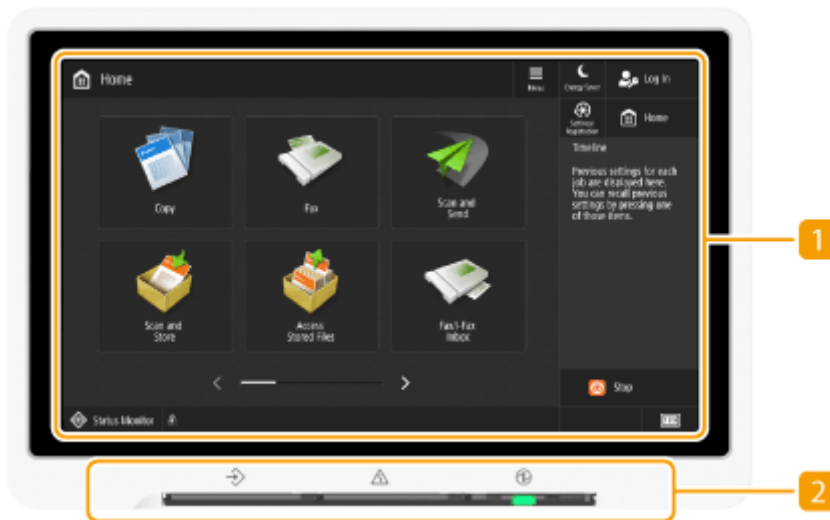 Home
Menu
Energy Saver
Log In
Settings/
Registration
Home
Timeline
Previous settings for each
job are displayed here.
You can recall previous
settings by pressing one
of those items.
Copy
Fax
Scan and
Send
Scan and
Store
Access
Stored Files
Fax/I-Fax
Inbox
Stop
Status Monitor
1
2